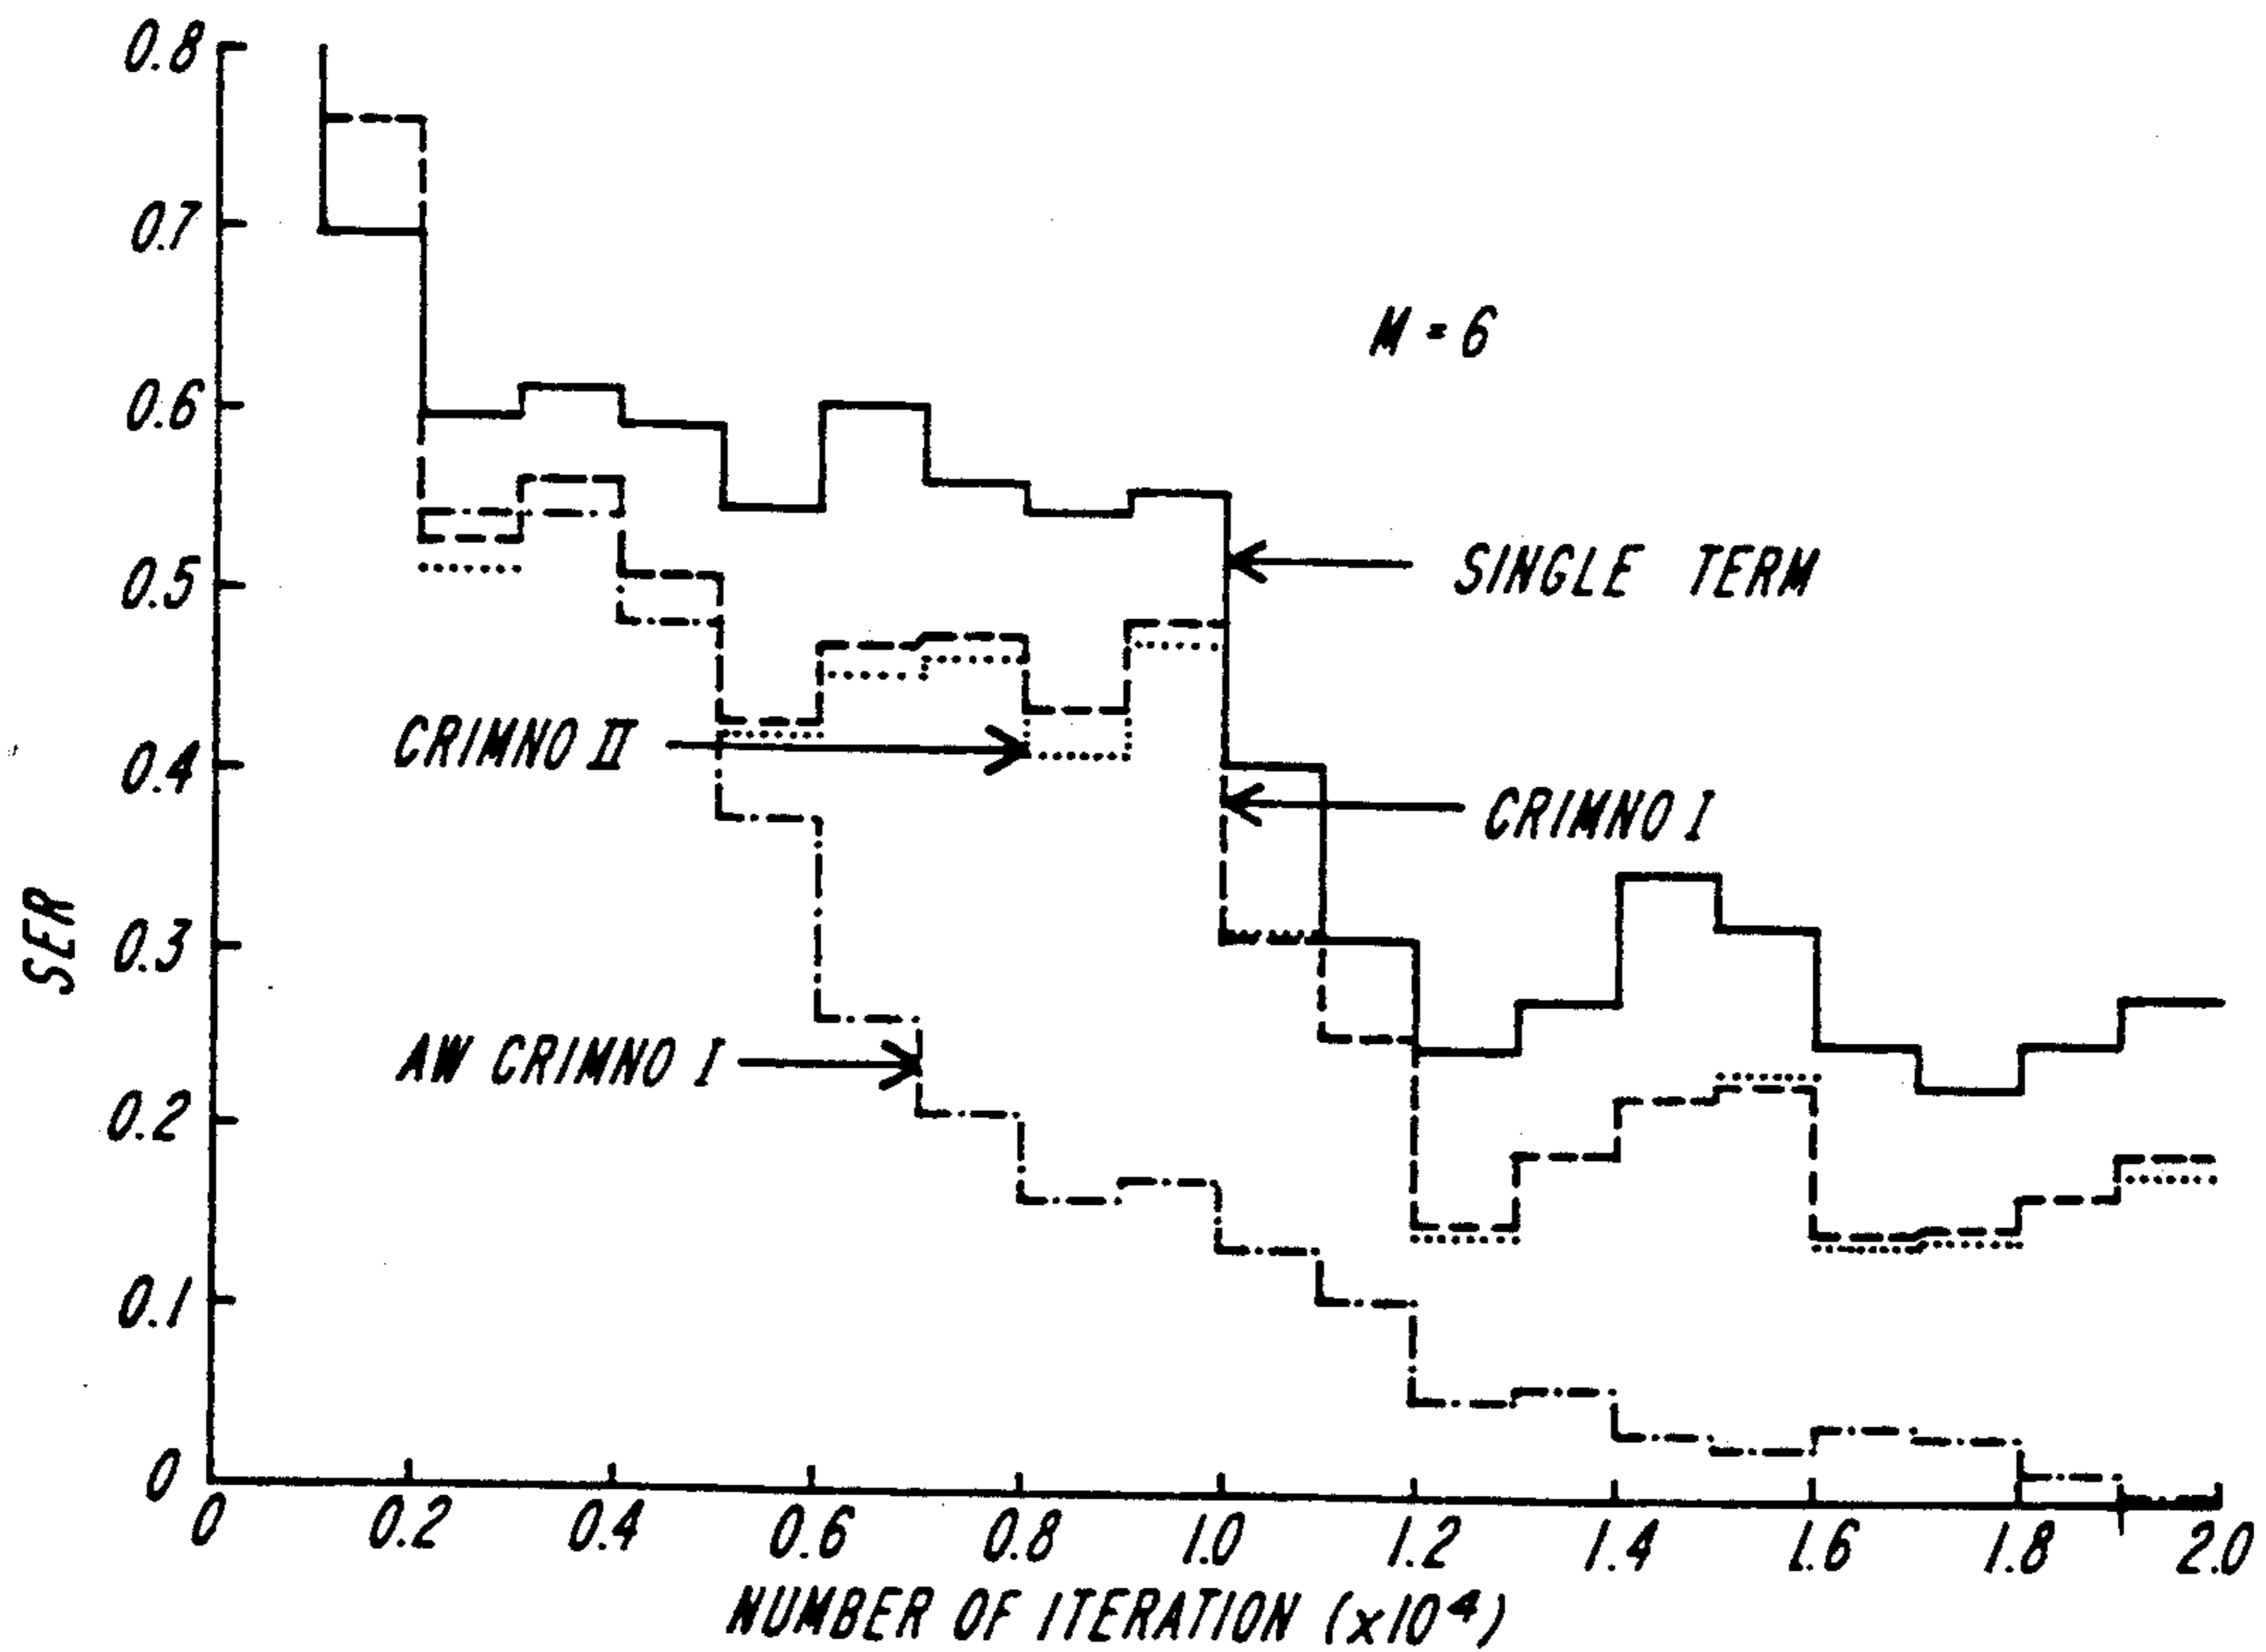 0.8
0.7
0.6
0.5
0.4
0.3
0.2
0.1
0
SER
M = 6
SINGLE TERM
CRIMNO II
CRIMNO I
AW CRIMNO I
0 0.2 0.4 0.6 0.8 1.0 1.2 1.4 1.6 1.8 2.0
NUMBER OF ITERATION (x10⁴)